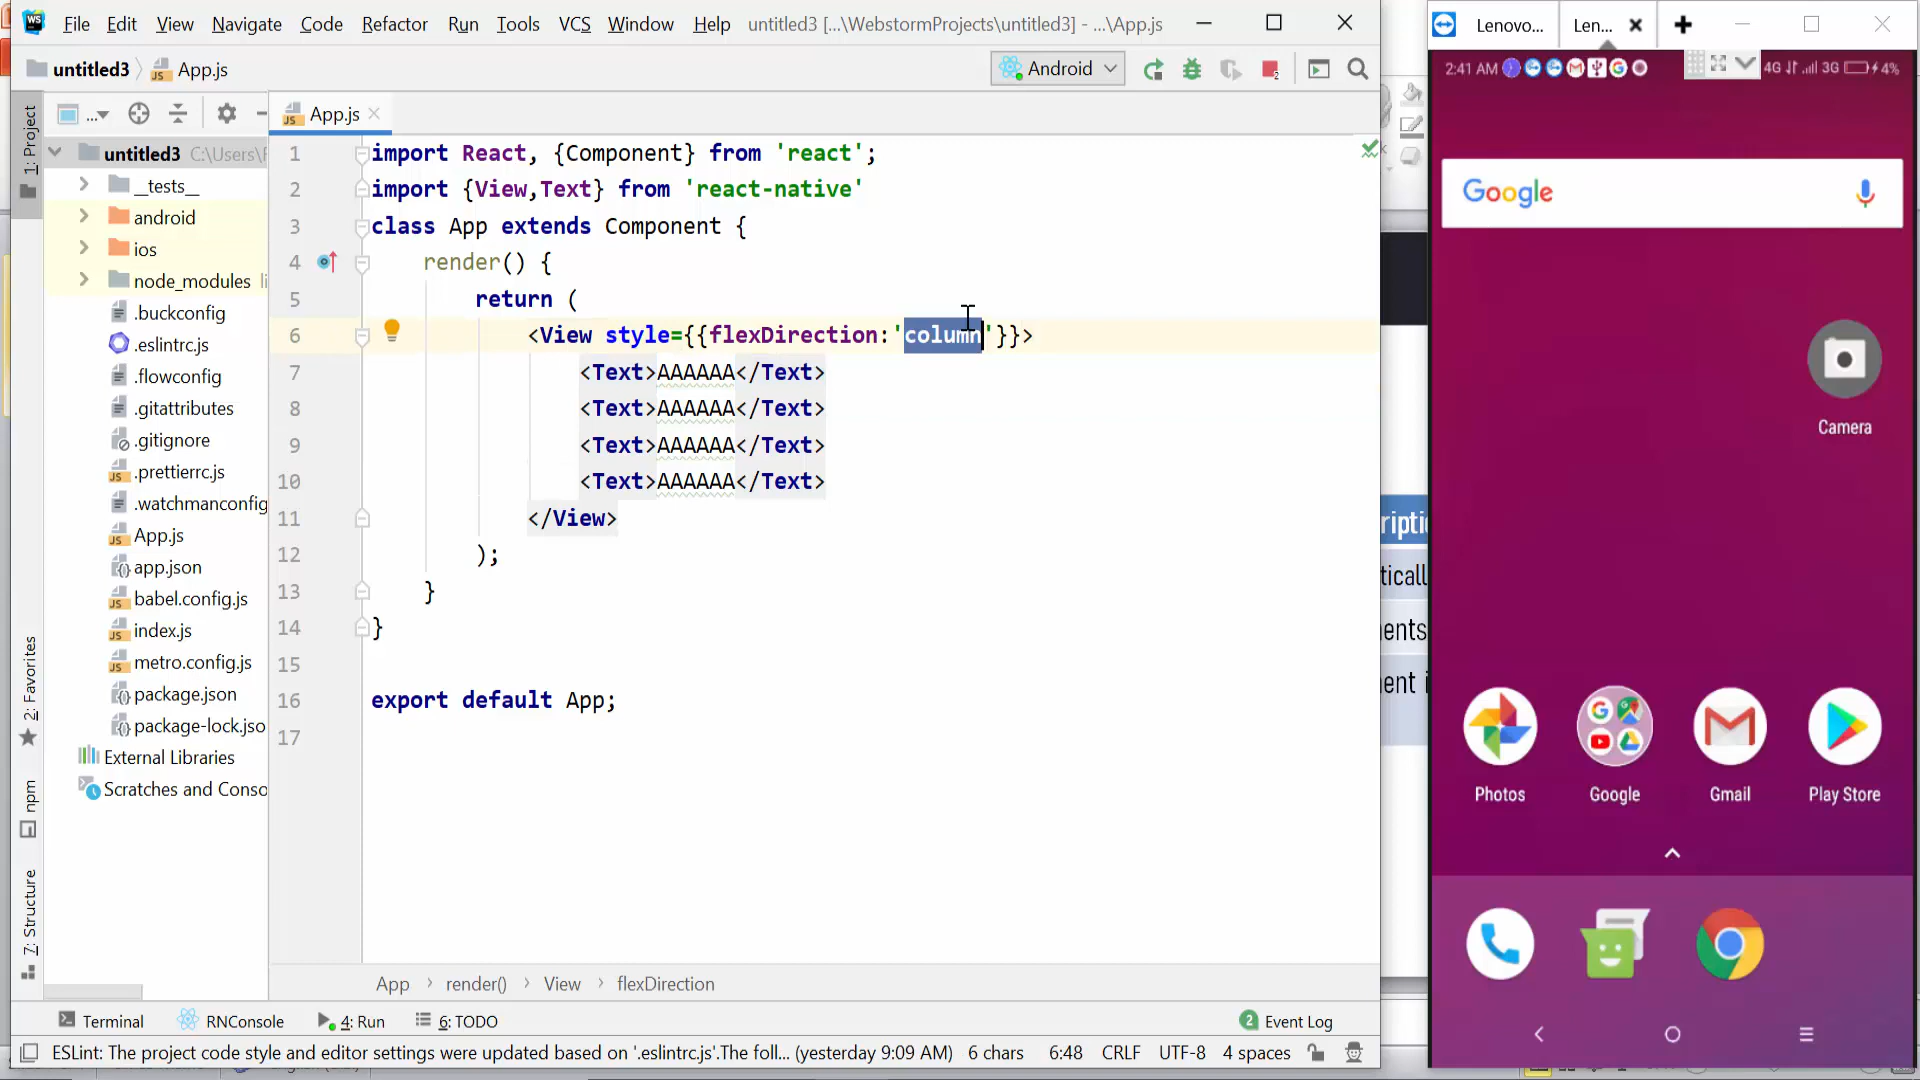 File Edit View Navigate Code Refactor Run Tools VCS Window Help untitled3 [...\WebstormProjects\untitled3] - ...\App.js
untitled3 App.js
Android
1: Project
...
App.js
untitled3 C:\Users\
__tests__
android
ios
node_modules
.buckconfig
.eslintrc.js
.flowconfig
.gitattributes
.gitignore
.prettierrc.js
.watchmanconfig
App.js
app.json
babel.config.js
index.js
metro.config.js
package.json
package-lock.jso
External Libraries
Scratches and Conso
2: Favorites
npm
7: Structure
1 import React, {Component} from 'react';
2 import {View,Text} from 'react-native'
3 class App extends Component {
4 render() {
5 return (
6 <View style={{flexDirection:'column'}}>
7 <Text>AAAAAA</Text>
8 <Text>AAAAAA</Text>
9 <Text>AAAAAA</Text>
10 <Text>AAAAAA</Text>
11 </View>
12 );
13 }
14 }
15
16 export default App;
17
App render() View flexDirection
Terminal RNConsole 4: Run 6: TODO 2 Event Log
ESLint: The project code style and editor settings were updated based on '.eslintrc.js'.The foll... (yesterday 9:09 AM) 6 chars 6:48 CRLF UTF-8 4 spaces
riptic
tically
nents
ent i
Lenovo... Len...
2:41 AM 4G 3G 4%
Google
Camera
Photos Google Gmail Play Store